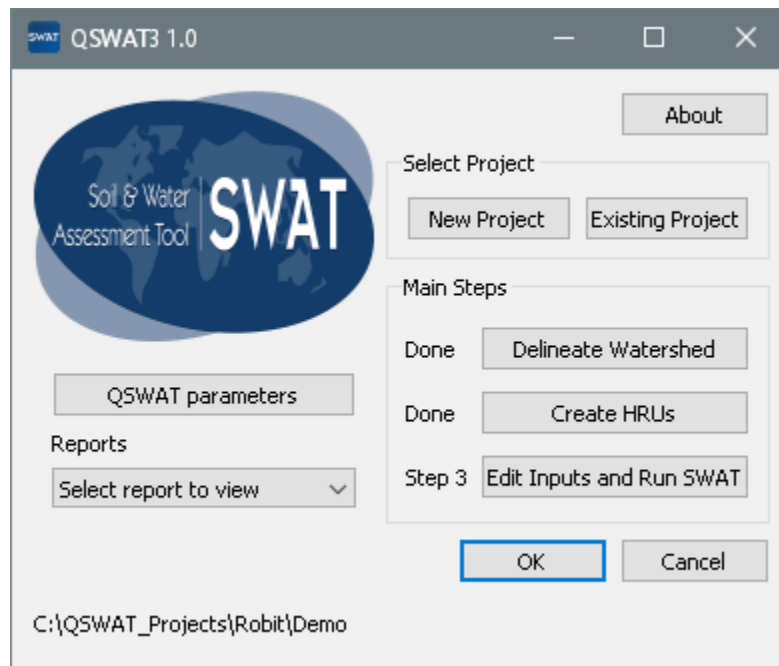 SWAT QSWAT3 1.0
Soil & Water
Assessment Tool
SWAT
About
Select Project
New Project Existing Project
Main Steps
Done Delineate Watershed
QSWAT parameters
Done Create HRUs
Reports
Select report to view
Step 3 Edit Inputs and Run SWAT
OK Cancel
C:\QSWAT_Projects\Robit\Demo